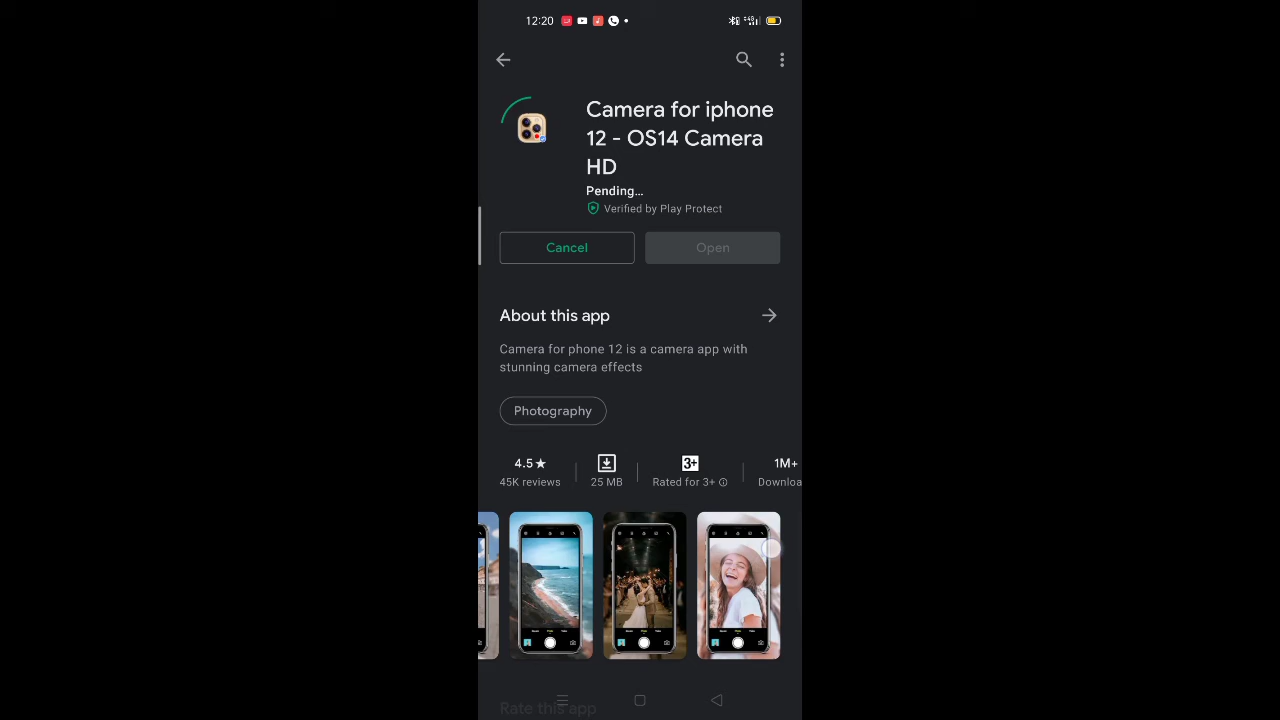 12:20
Camera for iphone
12 - OS14 Camera
HD
Pending...
Verified by Play Protect
Cancel
Open
About this app
Camera for phone 12 is a camera app with
stunning camera effects
Photography
4.5★
3+
1M+
45K reviews
25 MB
Rated for 3+
Downloa
Rate this app